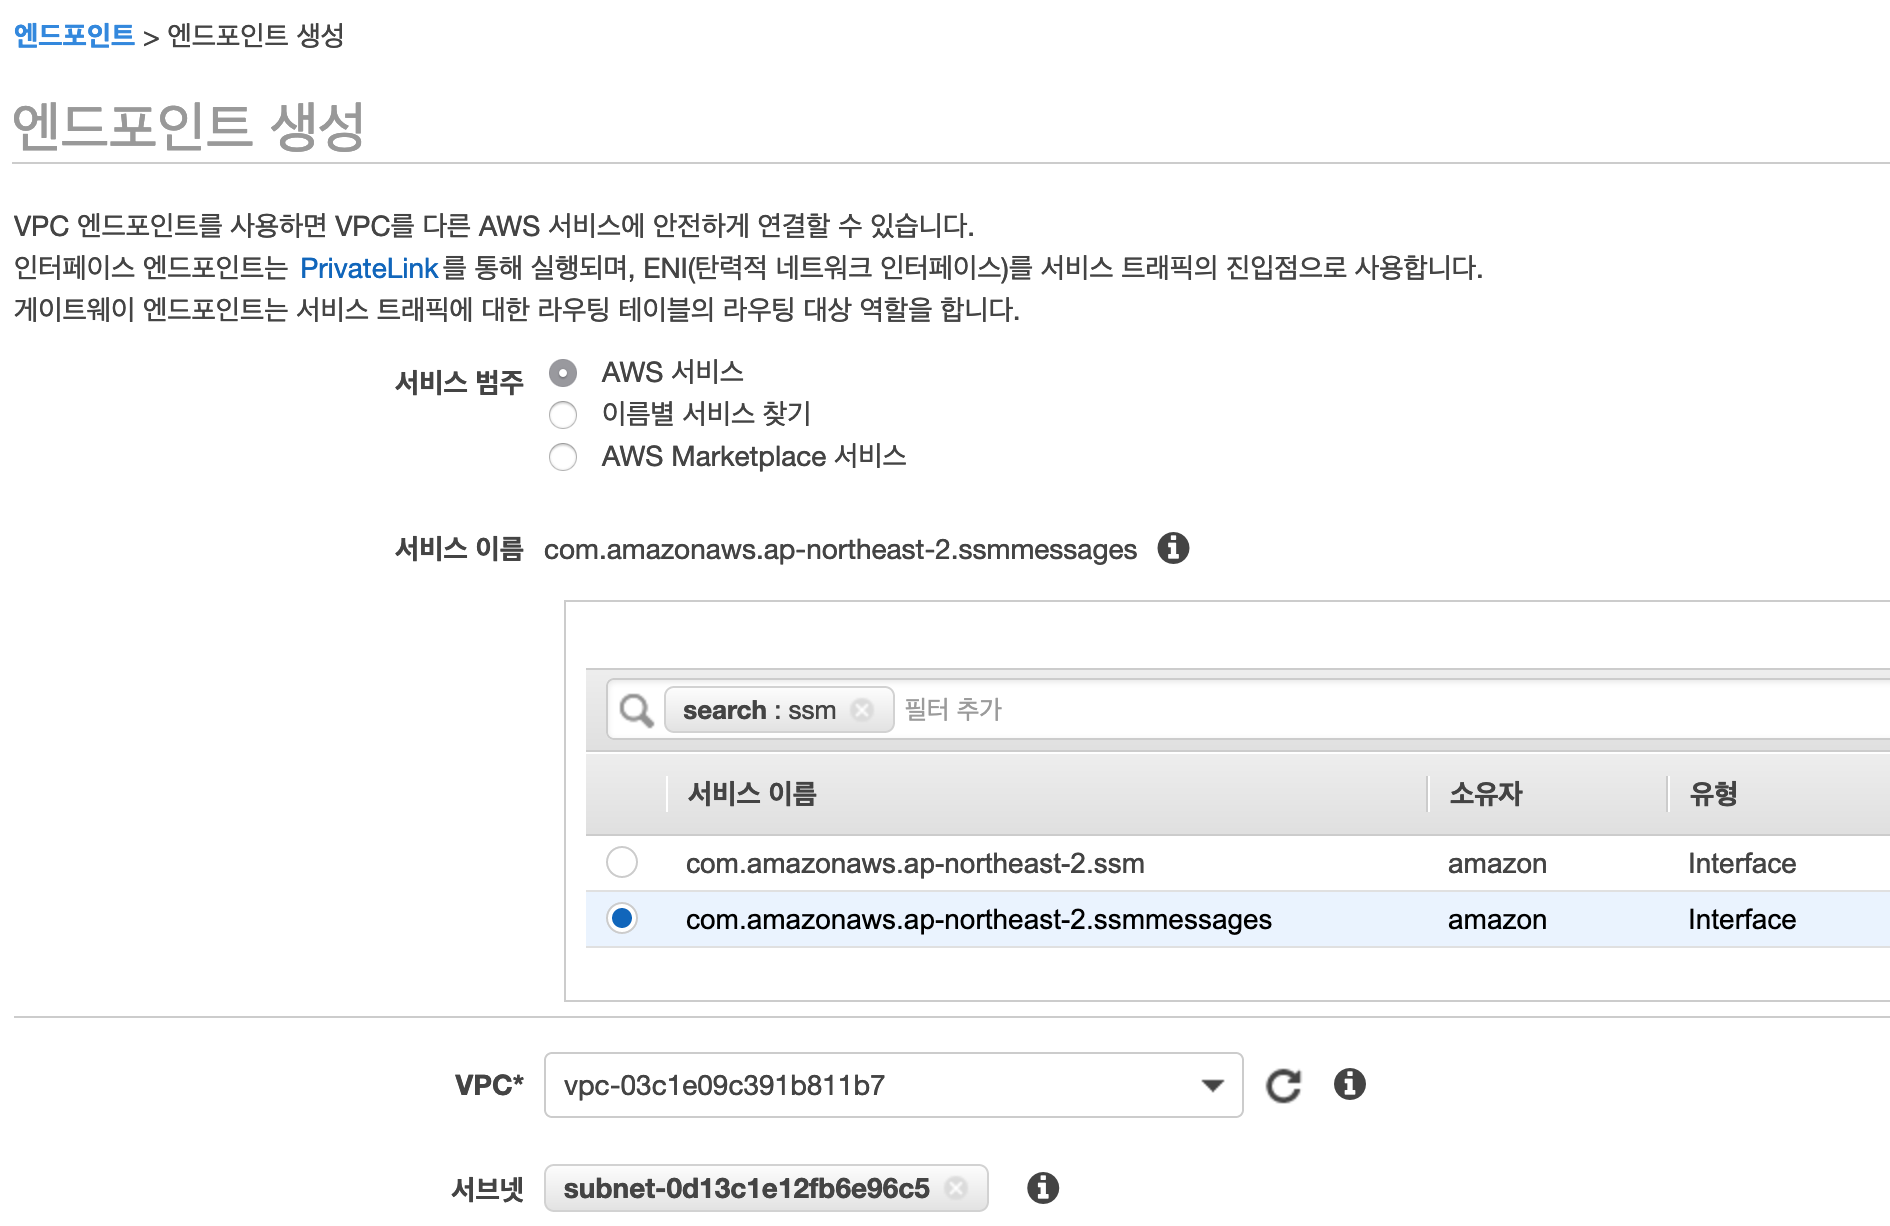 엔드포인트 > 엔드포인트 생성
엔드포인트 생성
VPC 엔드포인트를 사용하면 VPC를 다른 AWS 서비스에 안전하게 연결할 수 있습니다.
인터페이스 엔드포인트는 PrivateLink를 통해 실행되며, ENI(탄력적 네트워크 인터페이스)를 서비스 트래픽의 진입점으로 사용합니다.
게이트웨이 엔드포인트는 서비스 트래픽에 대한 라우팅 테이블의 라우팅 대상 역할을 합니다.
서비스 범주 AWS 서비스
이름별 서비스 찾기
AWS Marketplace 서비스
서비스 이름 com.amazonaws.ap-northeast-2.ssmmessages
search : ssm 필터 추가
서비스 이름 소유자 유형
com.amazonaws.ap-northeast-2.ssm amazon Interface
com.amazonaws.ap-northeast-2.ssmmessages amazon Interface
VPC* vpc-03c1e09c391b811b7
서브넷 subnet-0d13c1e12fb6e96c5